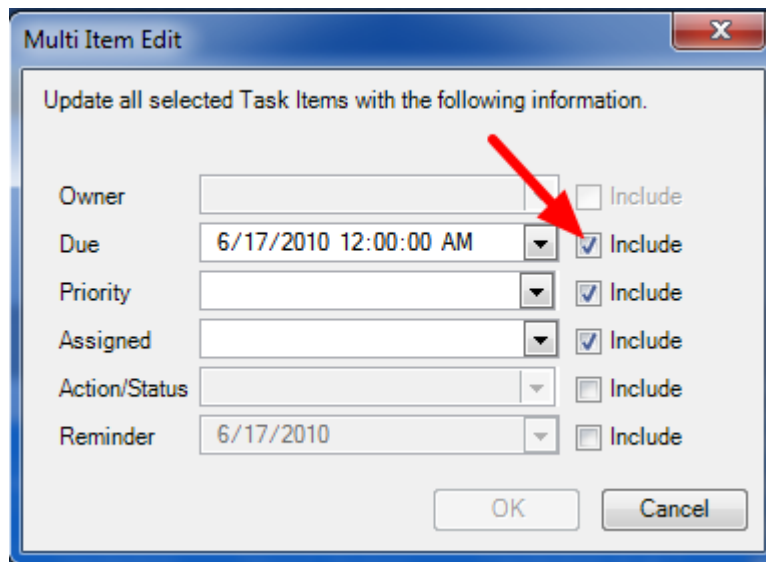 Multi Item Edit
Update all selected Task Items with the following information.
Owner Include
Due 6/17/2010 12:00:00 AM Include
Priority Include
Assigned Include
Action/Status Include
Reminder 6/17/2010 Include
OK Cancel